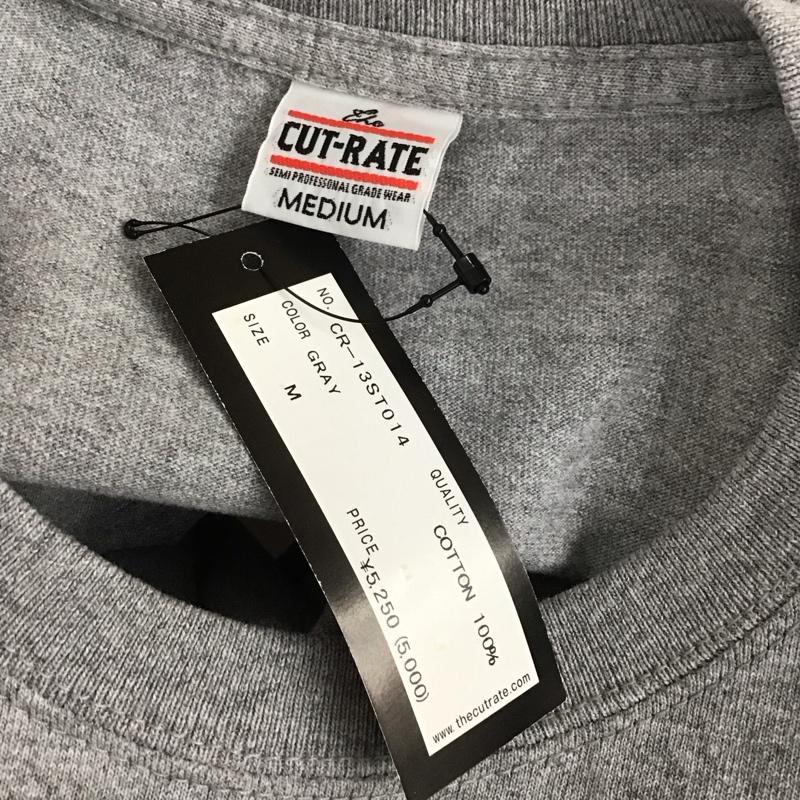 The
CUT-RATE
SEMI PROFESSIONAL GRADE WEAR
MEDIUM
NO. CR-13ST014
COLOR GRAY
SIZE M
QUALITY COTTON 100%
PRICE ¥5,250 (5,000)
www.thecutrate.com